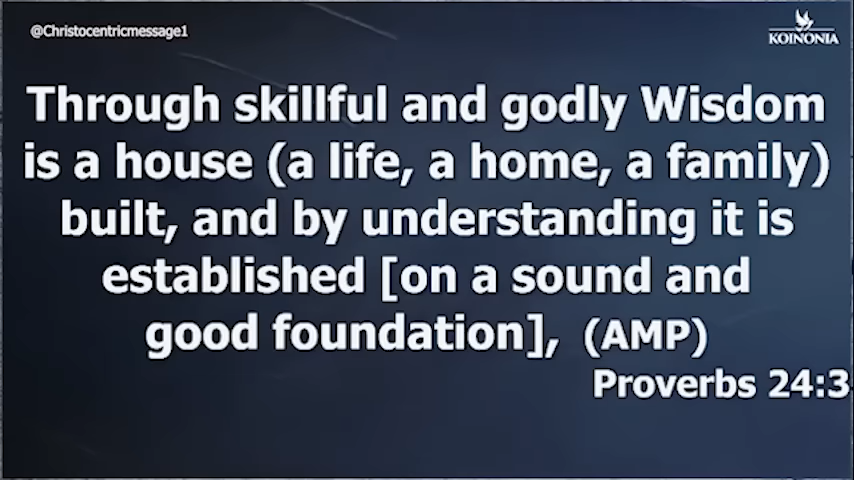 @Christocentricmessage1
KOINONIA
Through skillful and godly Wisdom
is a house (a life, a home, a family)
built, and by understanding it is
established [on a sound and
good foundation], (AMP)
Proverbs 24:3